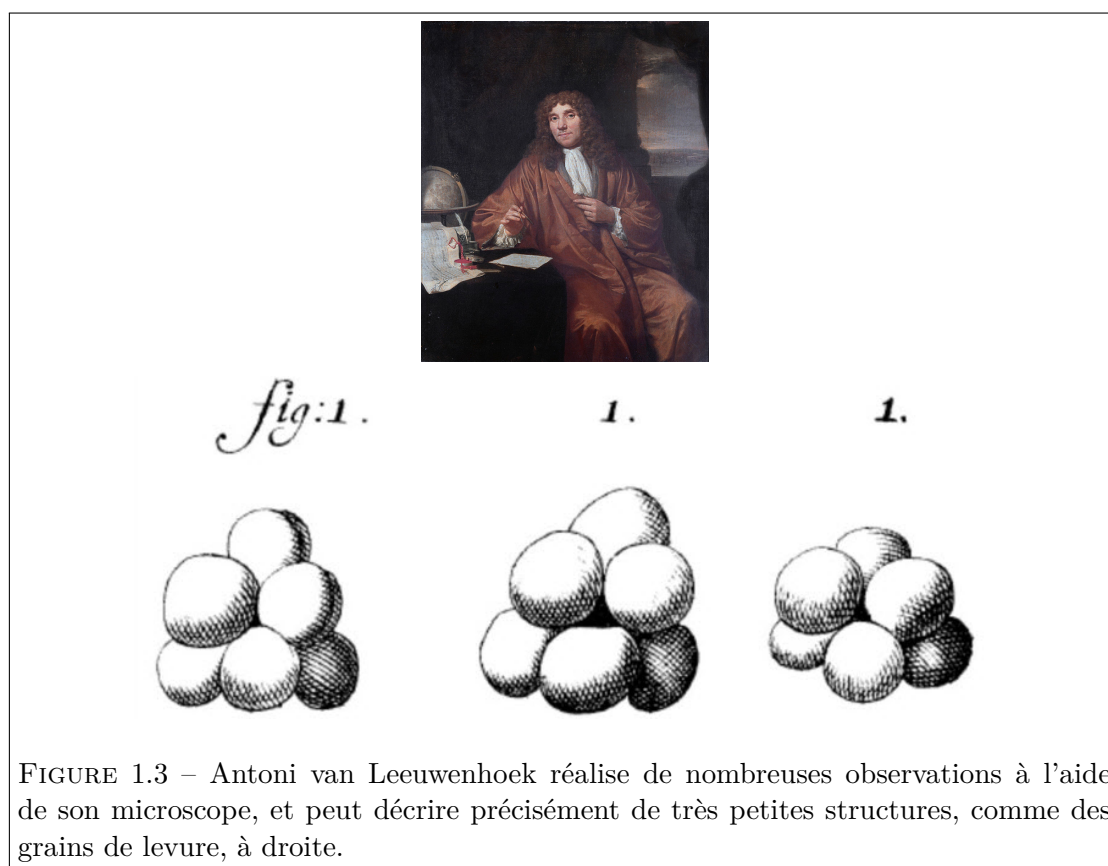 fig:1. 1. 1.
FIGURE 1.3 – Antoni van Leeuwenhoek réalise de nombreuses observations à l'aide
de son microscope, et peut décrire précisément de très petites structures, comme des
grains de levure, à droite.